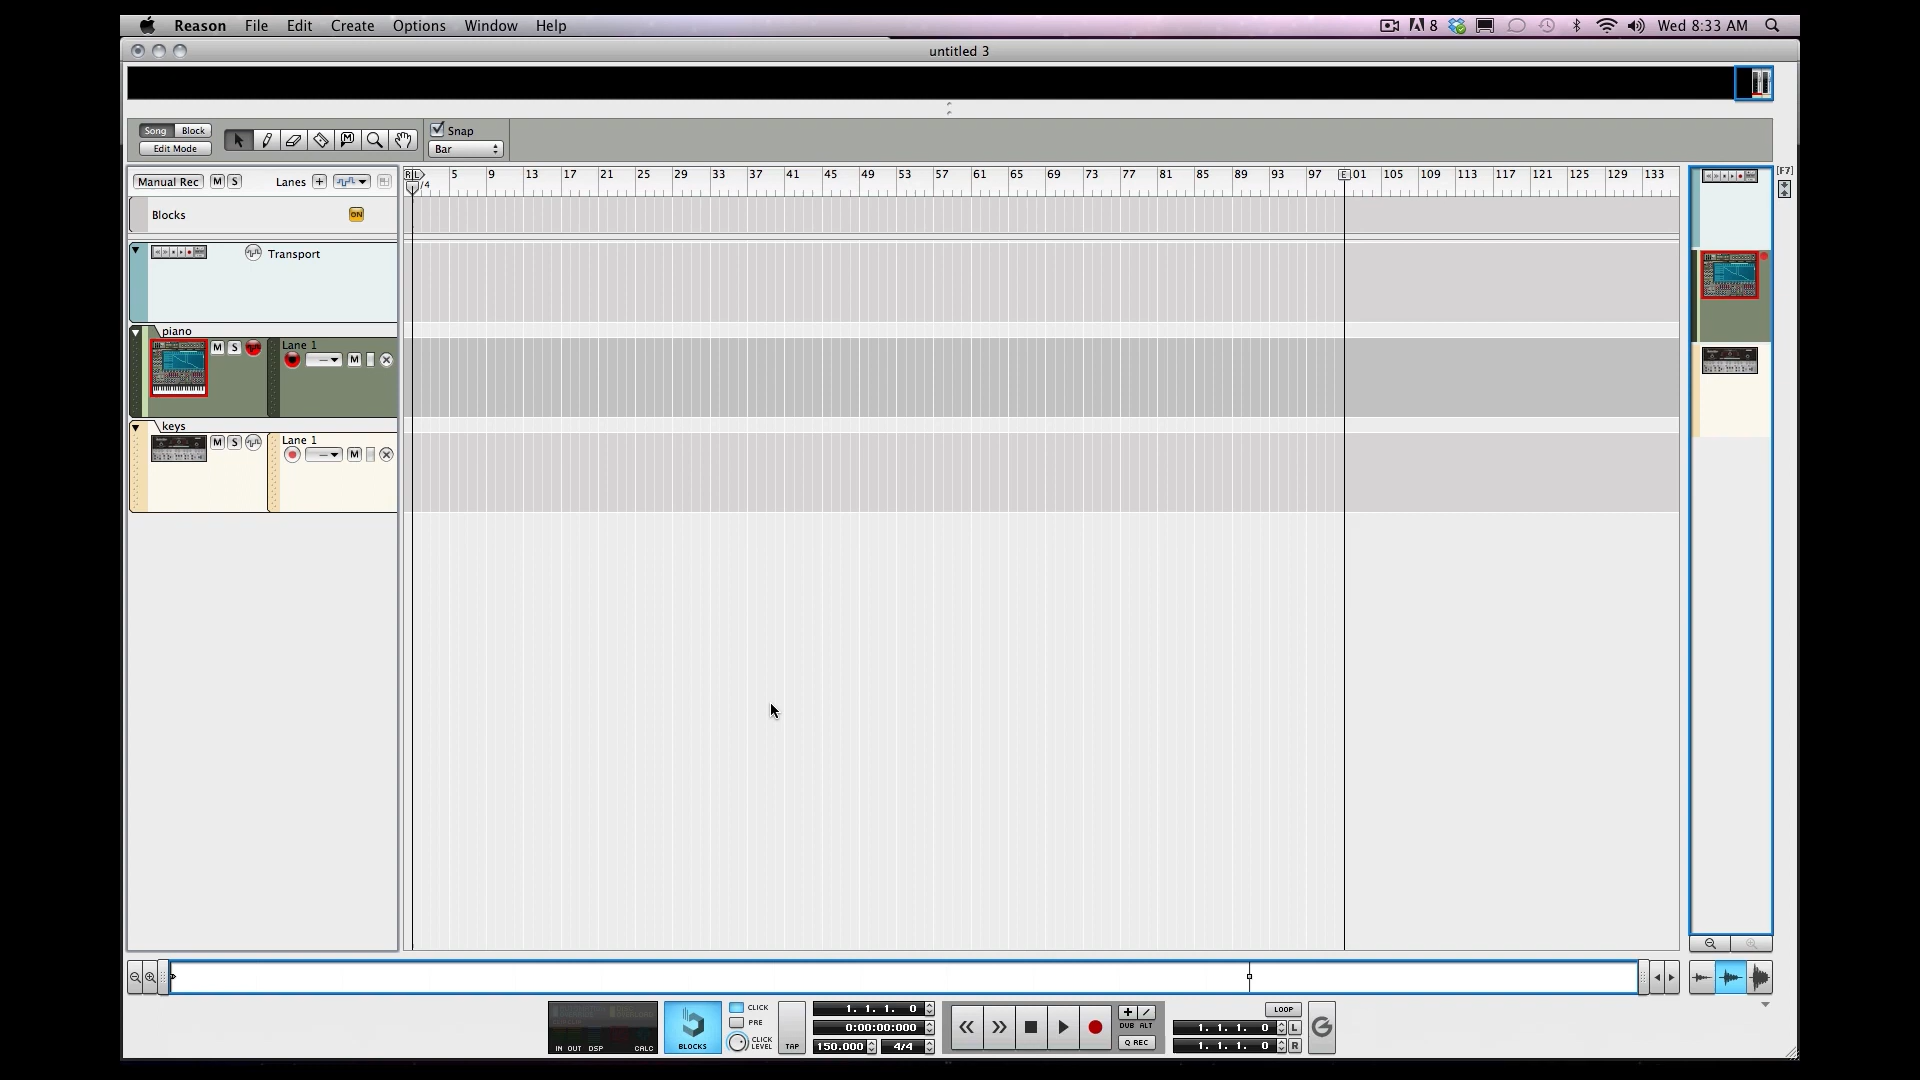 Reason File Edit Create Options Window Help 8 Wed 8:33 AM
untitled 3
Song Block
Edit Mode
Snap
Bar
Manual Rec M S Lanes
R L 5 9 13 17 21 25 29 33 37 41 45 49 53 57 61 65 69 73 77 81 85 89 93 97 E 01 105 109 113 117 121 125 129 133
/4
[F7]
Blocks ON
Transport
piano
M S Lane 1
M
keys
M S Lane 1
M
BLOCKS
IN OUT DSP CALC
CLICK
PRE
CLICK LEVEL
TAP
1. 1. 1. 0
0:00:00:000
150.000 4/4
DUB ALT
Q REC
LOOP
1. 1. 1. 0 L
1. 1. 1. 0 R